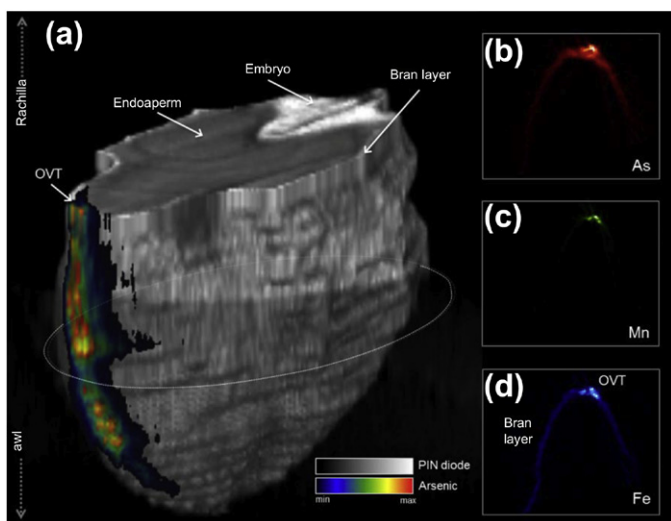 (a)
Rachilla
Embryo
Endoaperm
Bran layer
OVT
awl
PIN diode
Arsenic
min
max
(b)
As
(c)
Mn
(d)
OVT
Bran
layer
Fe